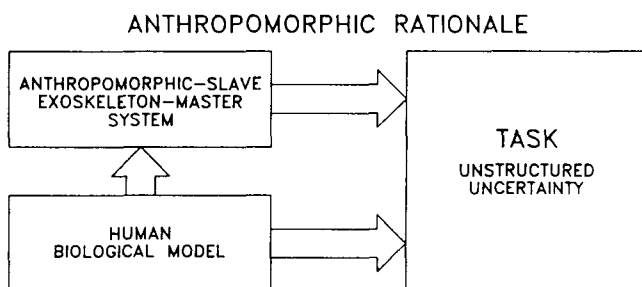 ANTHROPOMORPHIC RATIONALE
ANTHROPOMORPHIC-SLAVE
EXOSKELETON-MASTER
SYSTEM
TASK
UNSTRUCTURED
UNCERTAINTY
HUMAN
BIOLOGICAL MODEL